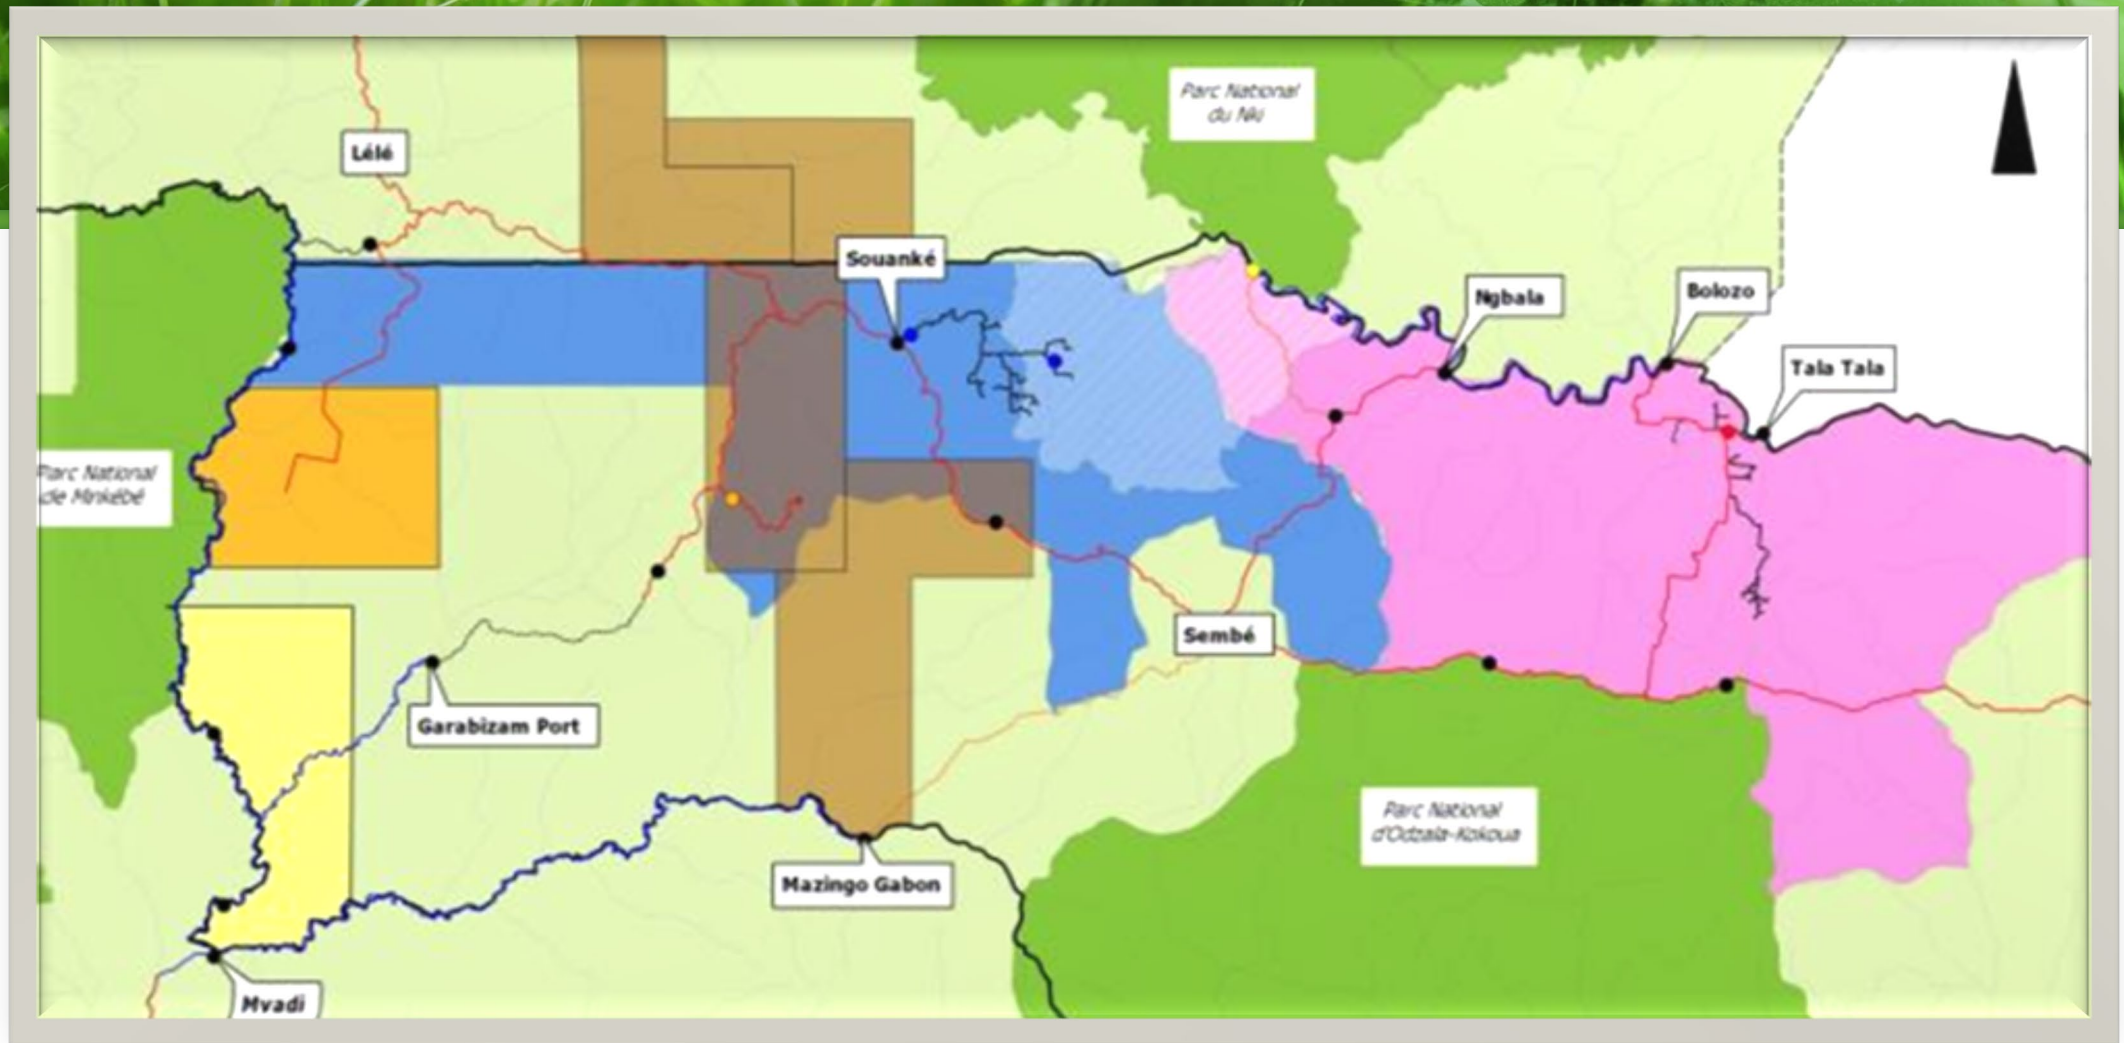 Parc National
du Nki
Lélé
Souanké
Ngbala
Bolozo
Tala Tala
Parc National
de Minkébé
Sembé
Garabizam Port
Parc National
d'Odzala-Kokoua
Mazingo Gabon
Mvadi